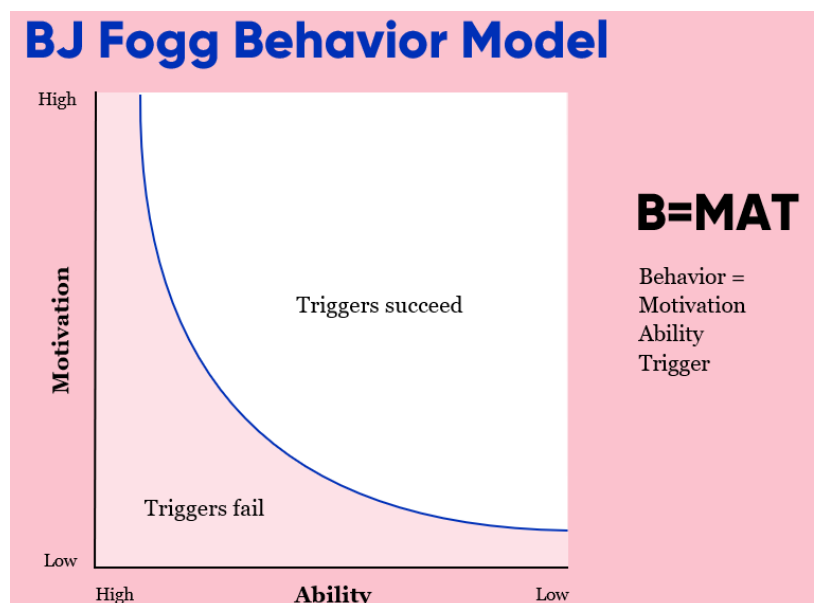 BJ Fogg Behavior Model
High
Motivation
Triggers succeed
B=MAT
Behavior =
Motivation
Ability
Trigger
Triggers fail
Low
High
Ability
Low